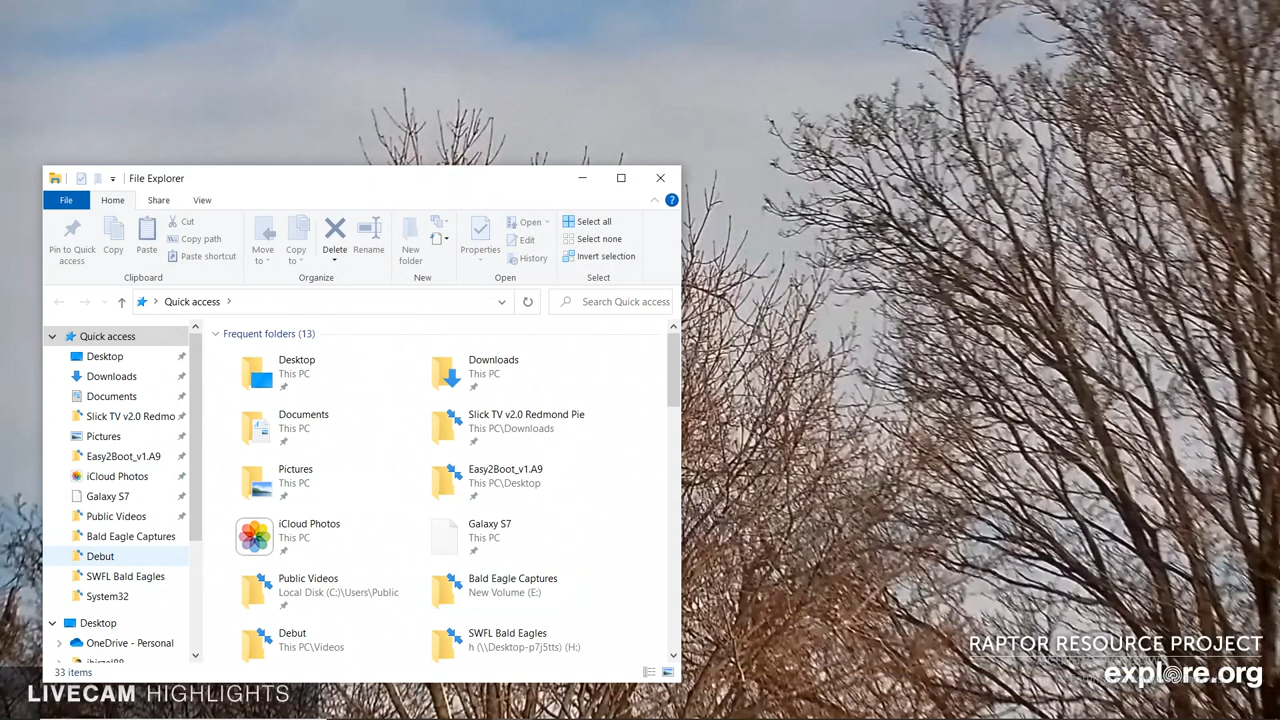 File Explorer
File Home Share View
Pin to Quick access
Copy
Paste
Cut
Copy path
Paste shortcut
Clipboard
Move to
Copy to
Delete
Rename
Organize
New folder
New
Properties
Open
Edit
History
Open
Select all
Select none
Invert selection
Select
Quick access
Search Quick access
Quick access
Desktop
Downloads
Documents
Slick TV v2.0 Redmo
Pictures
Easy2Boot_v1.A9
iCloud Photos
Galaxy S7
Public Videos
Bald Eagle Captures
Debut
SWFL Bald Eagles
System32
Desktop
OneDrive - Personal
Frequent folders (13)
Desktop
This PC
Downloads
This PC
Documents
This PC
Slick TV v2.0 Redmond Pie
This PC\Downloads
Pictures
This PC
Easy2Boot_v1.A9
This PC\Desktop
iCloud Photos
This PC
Galaxy S7
This PC
Public Videos
Local Disk (C:)\Users\Public
Bald Eagle Captures
New Volume (E:)
Debut
This PC\Videos
SWFL Bald Eagles
h (\\Desktop-p7j5tts) (H:)
33 items
LIVECAM HIGHLIGHTS
RAPTOR RESOURCE PROJECT
explore.org